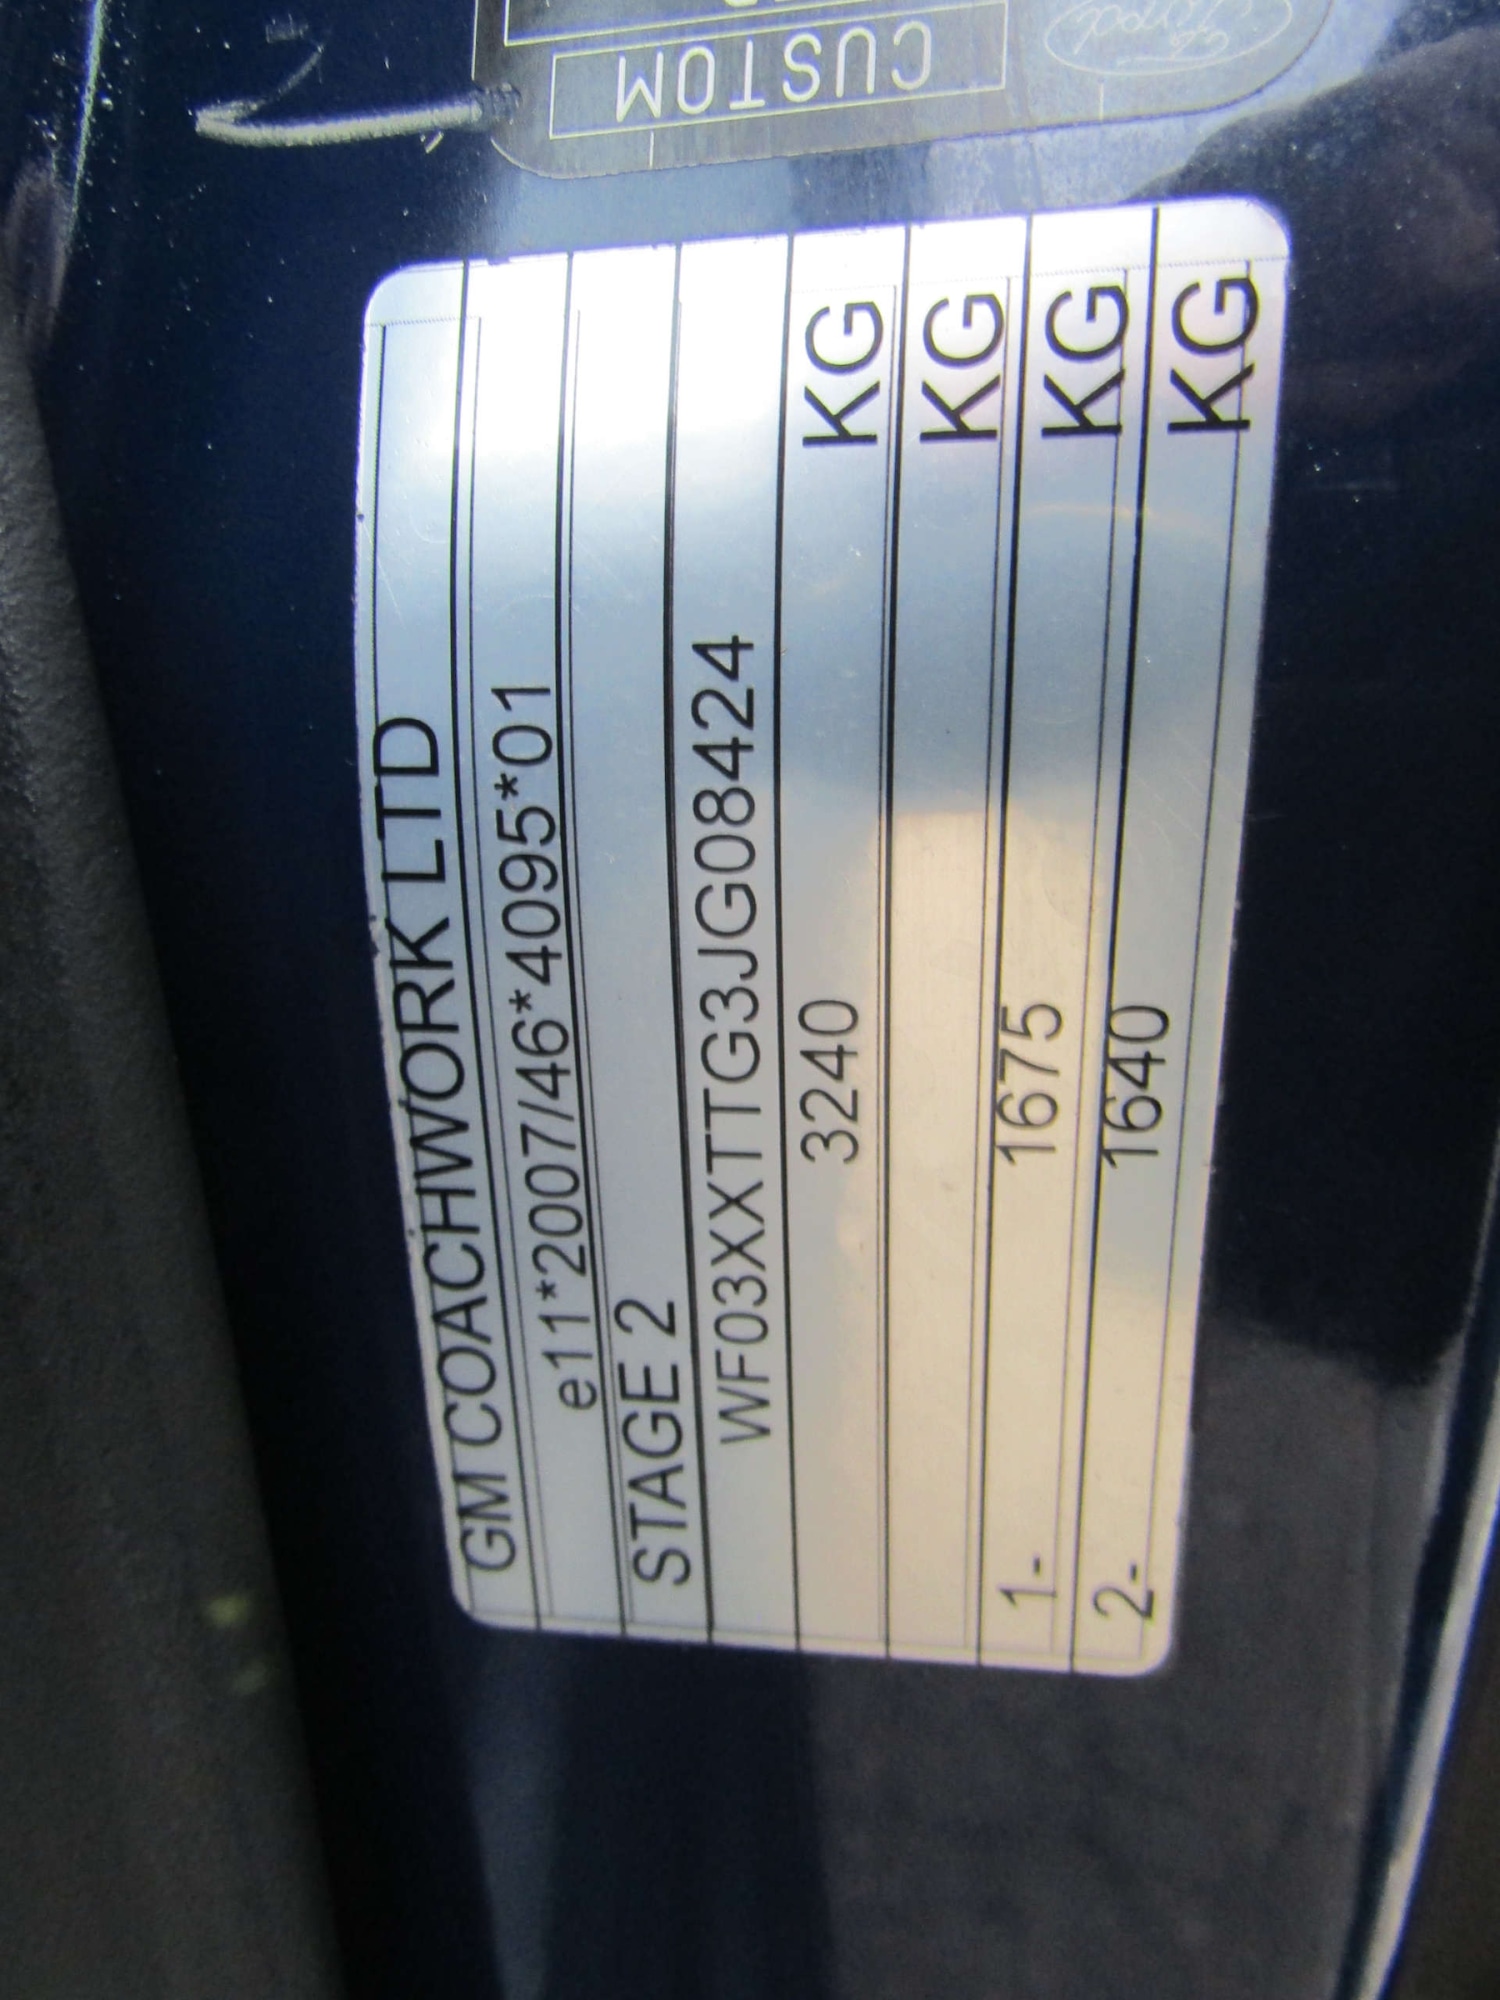 GM COACHWORK LTD
e11*2007/46*4095*01
STAGE 2
WF03XXTTG3JG08424
3240 KG
KG
1- 1675 KG
2- 1640 KG
CUSTOM
Ford